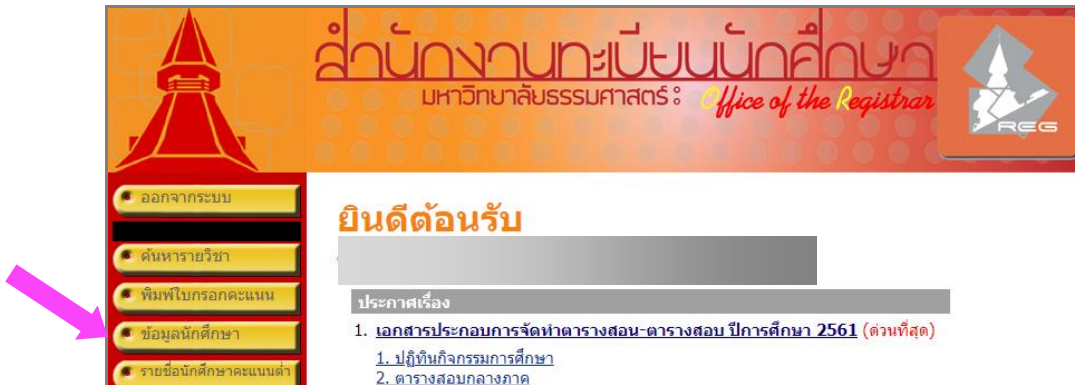 สำนักงานทะเบียนนักศึกษา
มหาวิทยาลัยธรรมศาสตร์ : Office of the Registrar
REG
ออกจากระบบ
ค้นหารายวิชา
พิมพ์ใบกรอกคะแนน
ข้อมูลนักศึกษา
รายชื่อนักศึกษาคะแนนต่ำ
ยินดีต้อนรับ
ประกาศเรื่อง
1. เอกสารประกอบการจัดทำตารางสอน-ตารางสอบ ปีการศึกษา 2561 (ด่วนที่สุด)
1. ปฏิทินกิจกรรมการศึกษา
2. ตารางสอบกลางภาค